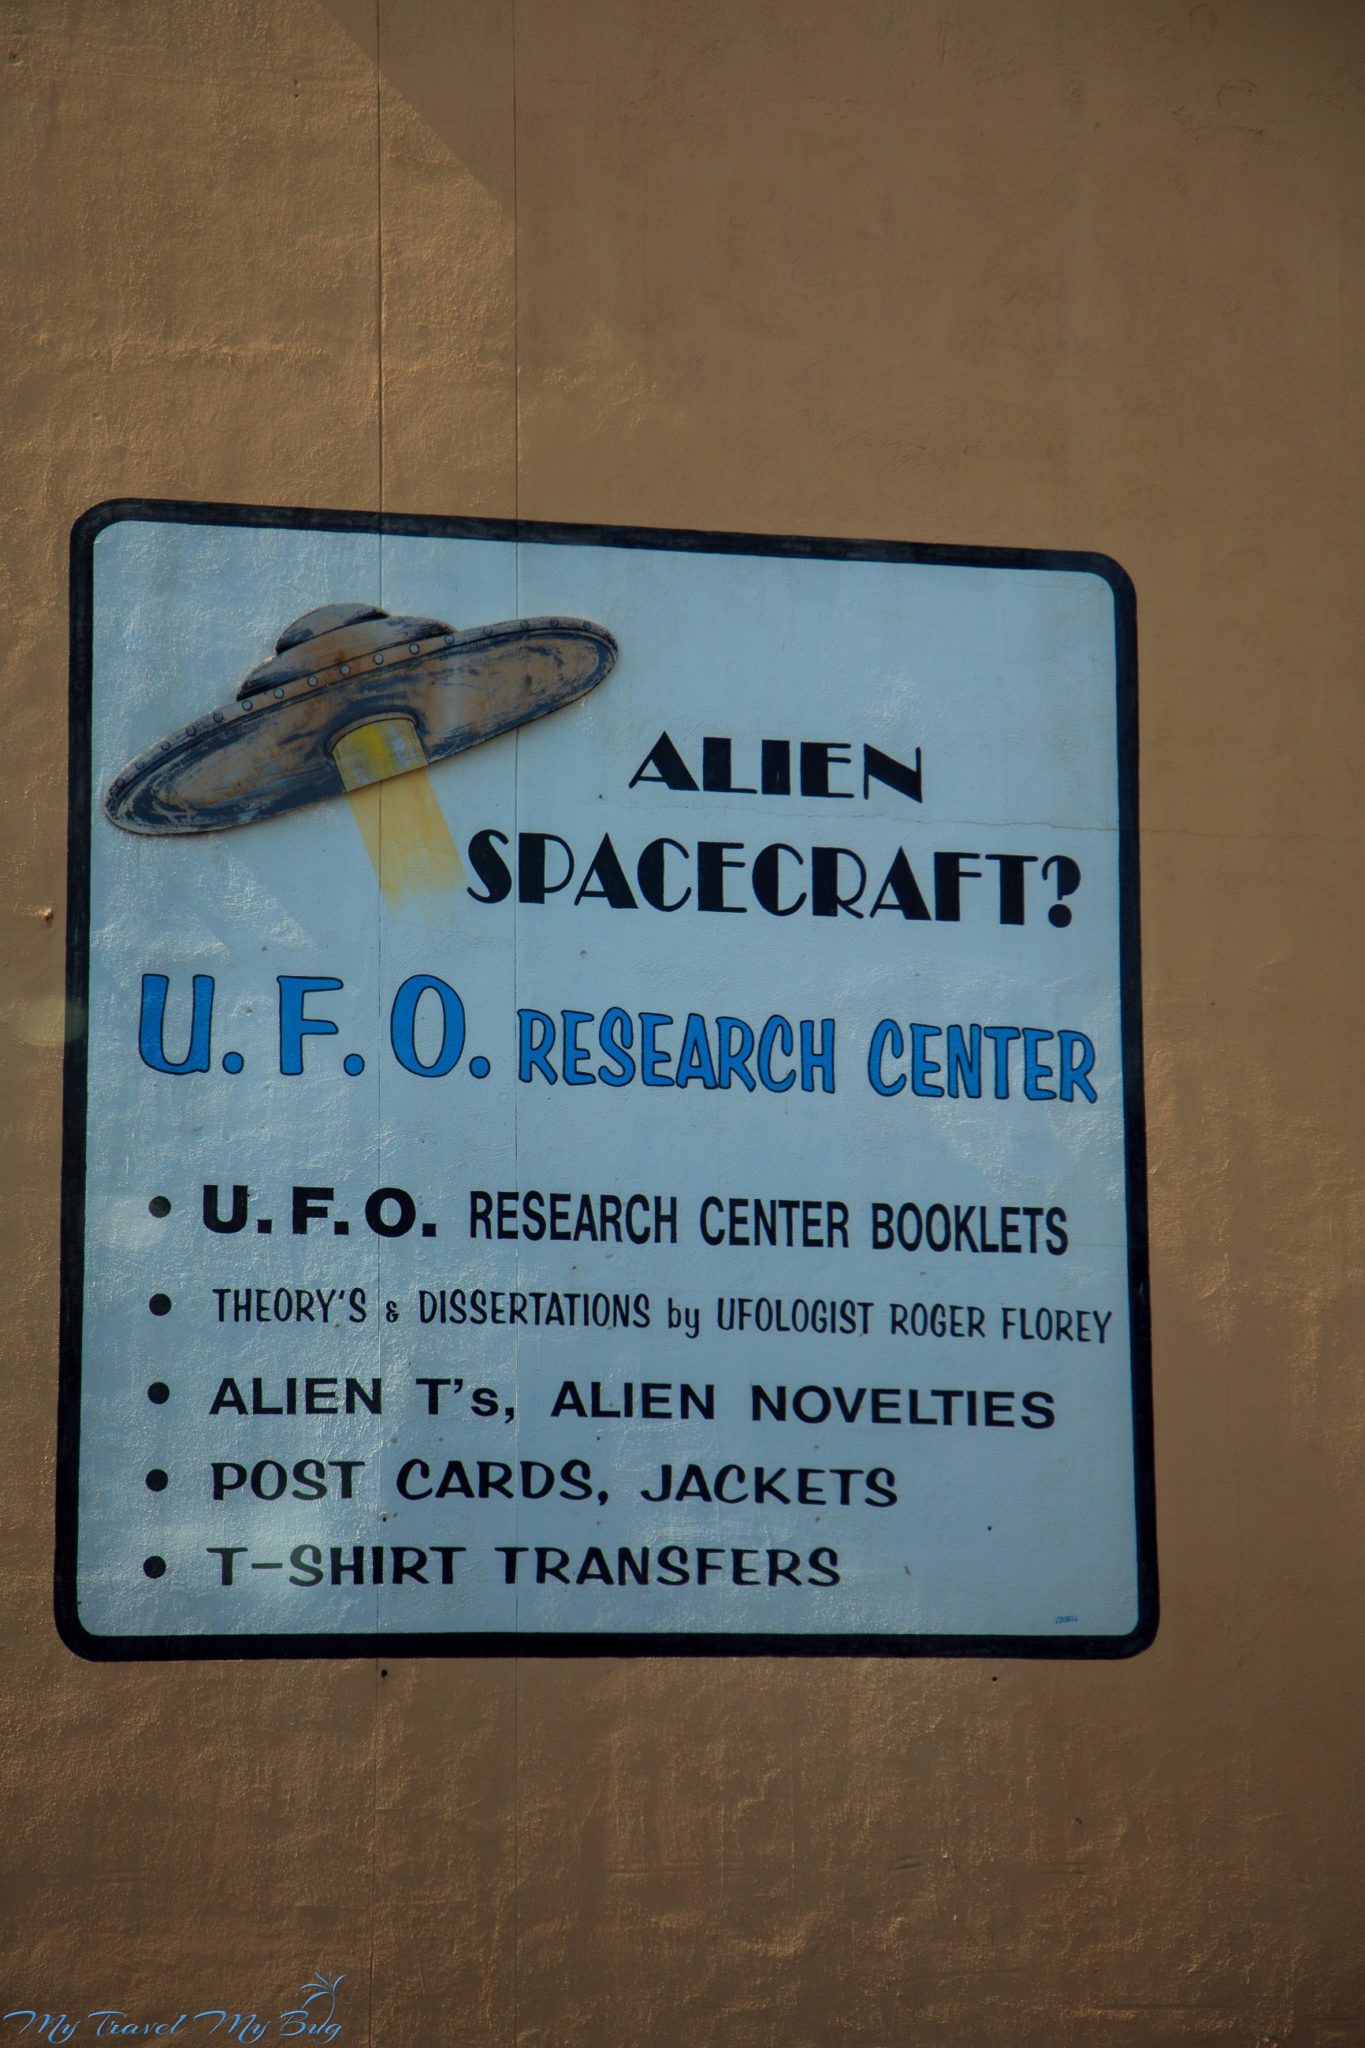 ALIEN
SPACECRAFT?
U.F.O. RESEARCH CENTER
• U.F.O. RESEARCH CENTER BOOKLETS
• THEORY'S & DISSERTATIONS by UFOLOGIST ROGER FLOREY
• ALIEN T's, ALIEN NOVELTIES
• POST CARDS, JACKETS
• T-SHIRT TRANSFERS
My Travel My Bug